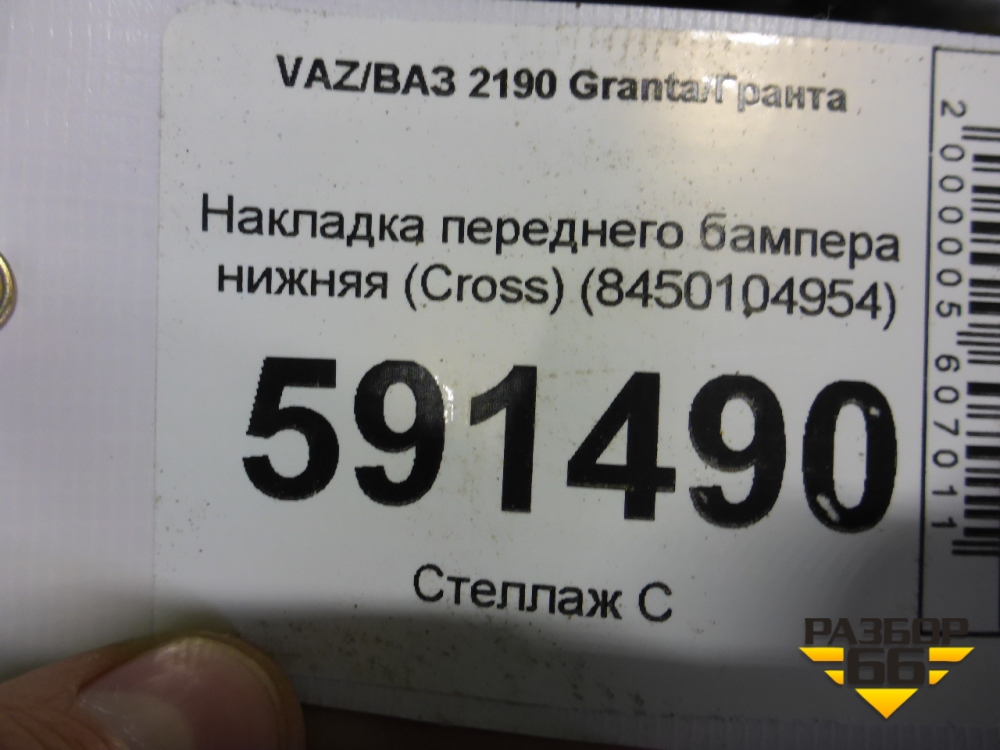 VAZ/ВАЗ 2190 Granta/Гранта
Накладка переднего бампера
нижняя (Cross) (8450104954)
591490
Стеллаж С
2000005607011
РАЗБОР
66